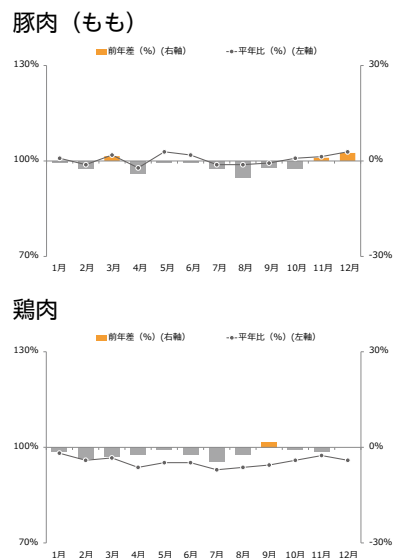 豚肉（もも）
前年差（%）(右軸) 平年比（%）(左軸)
130% 30%
100% 0%
70% -30%
1月 2月 3月 4月 5月 6月 7月 8月 9月 10月 11月 12月
鶏肉
前年差（%）(右軸) 平年比（%）(左軸)
130% 30%
100% 0%
70% -30%
1月 2月 3月 4月 5月 6月 7月 8月 9月 10月 11月 12月